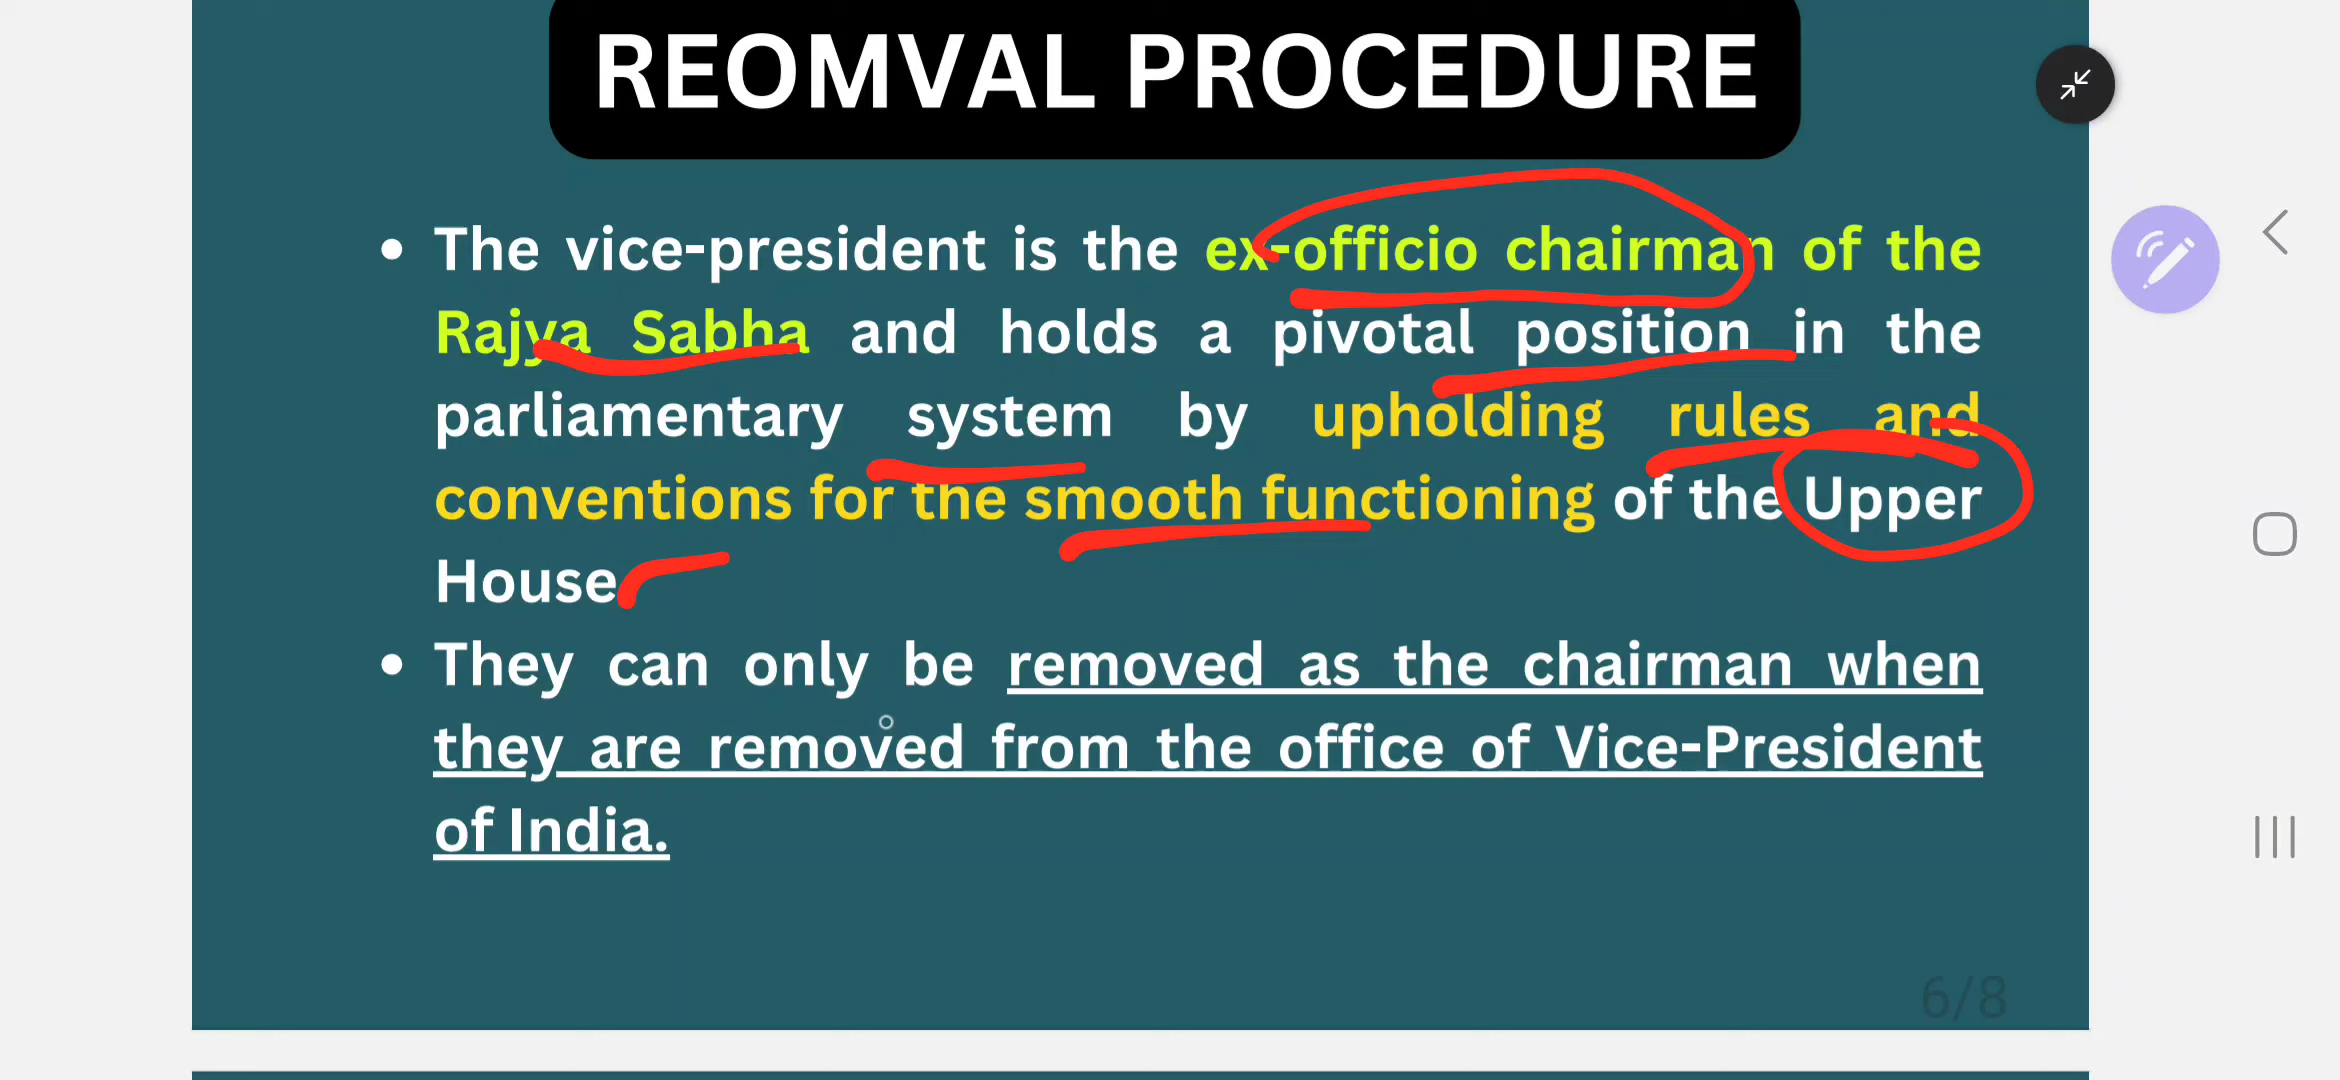 REOMVAL PROCEDURE
• The vice-president is the ex-officio chairman of the
Rajya Sabha and holds a pivotal position in the
parliamentary system by upholding rules and
conventions for the smooth functioning of the Upper
House
• They can only be removed as the chairman when
they are removed from the office of Vice-President
of India.
6/8